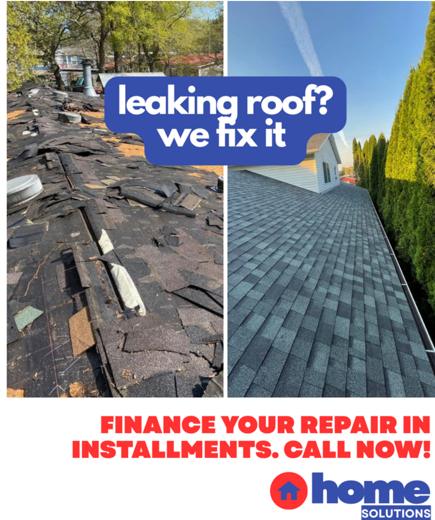 leaking roof?
we fix it
FINANCE YOUR REPAIR IN
INSTALLMENTS. CALL NOW!
home
SOLUTIONS